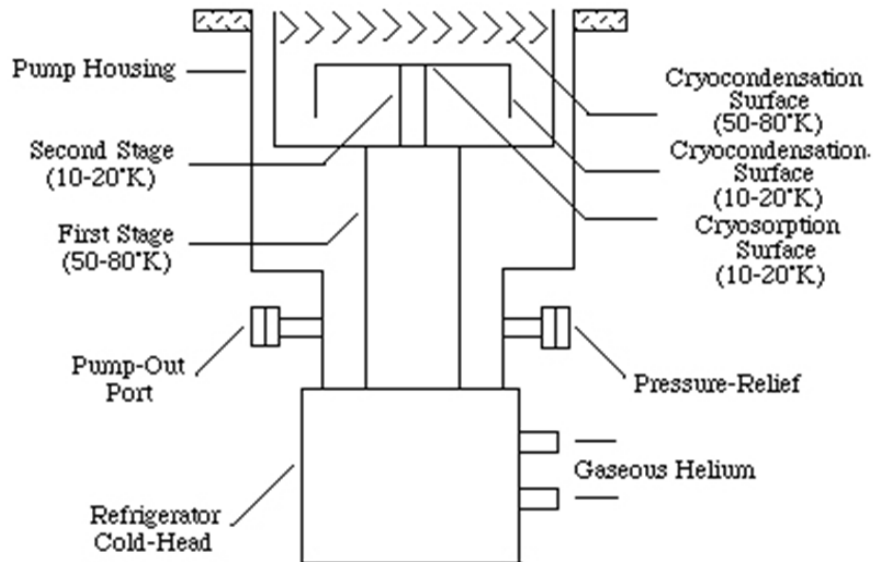 Pump Housing
Second Stage
(10-20°K)
First Stage
(50-80°K)
Pump-Out
Port
Refrigerator
Cold-Head
Cryocondensation
Surface
(50-80°K)
Cryocondensation
Surface
(10-20°K)
Cryosorption
Surface
(10-20°K)
Pressure-Relief
Gaseous Helium